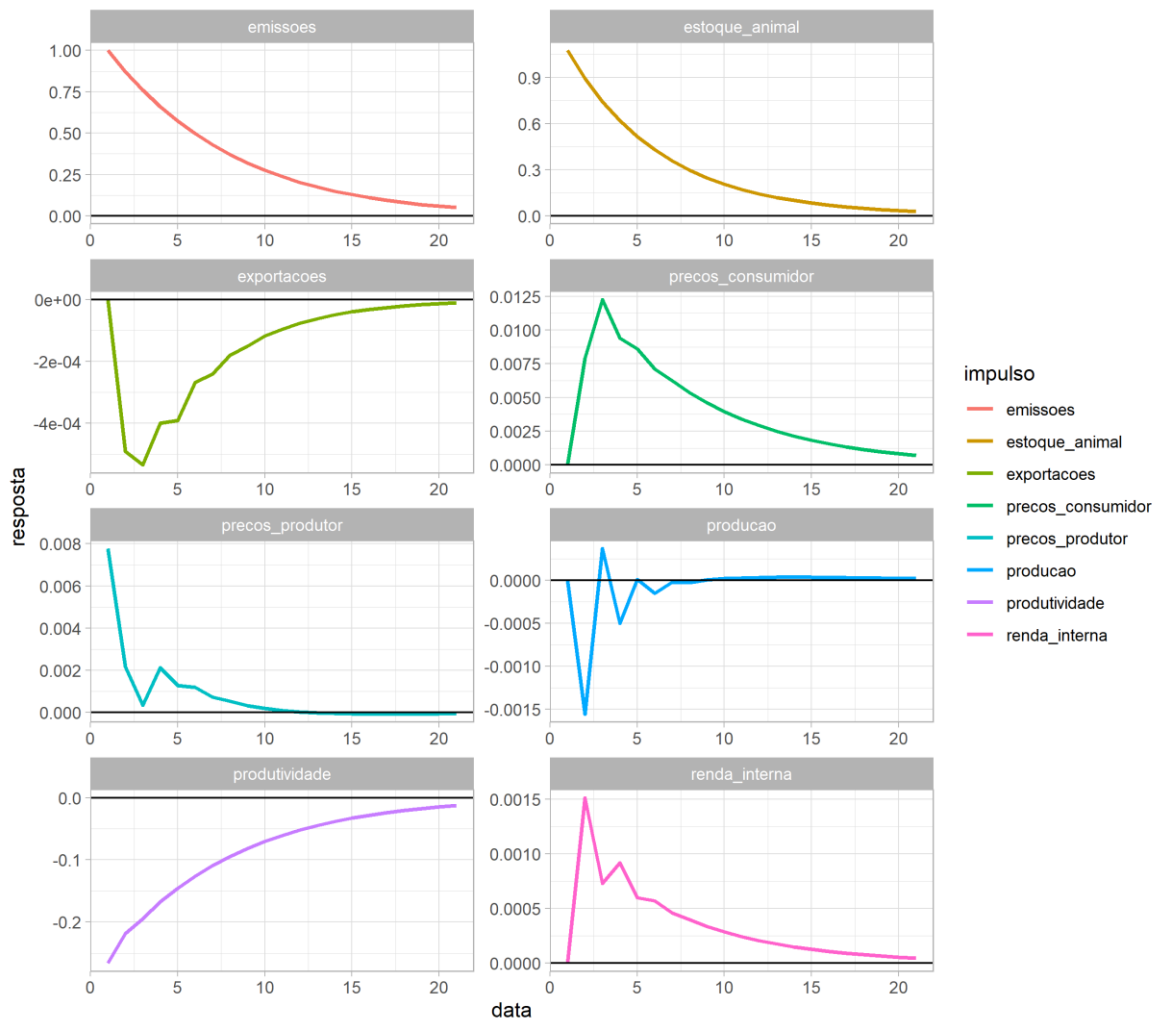 emissoes
estoque_animal
1.00
0.75
0.50
0.25
0.00
0.9
0.6
0.3
0.0
0 5 10 15 20
0 5 10 15 20
exportacoes
precos_consumidor
0e+00
-2e-04
-4e-04
0.0125
0.0100
0.0075
0.0050
0.0025
0.0000
0 5 10 15 20
0 5 10 15 20
precos_produtor
producao
0.008
0.006
0.004
0.002
0.000
0.0000
-0.0005
-0.0010
-0.0015
0 5 10 15 20
0 5 10 15 20
produtividade
renda_interna
0.0
-0.1
-0.2
0.0015
0.0010
0.0005
0.0000
0 5 10 15 20
0 5 10 15 20
resposta
data
impulso
emissoes
estoque_animal
exportacoes
precos_consumidor
precos_produtor
producao
produtividade
renda_interna